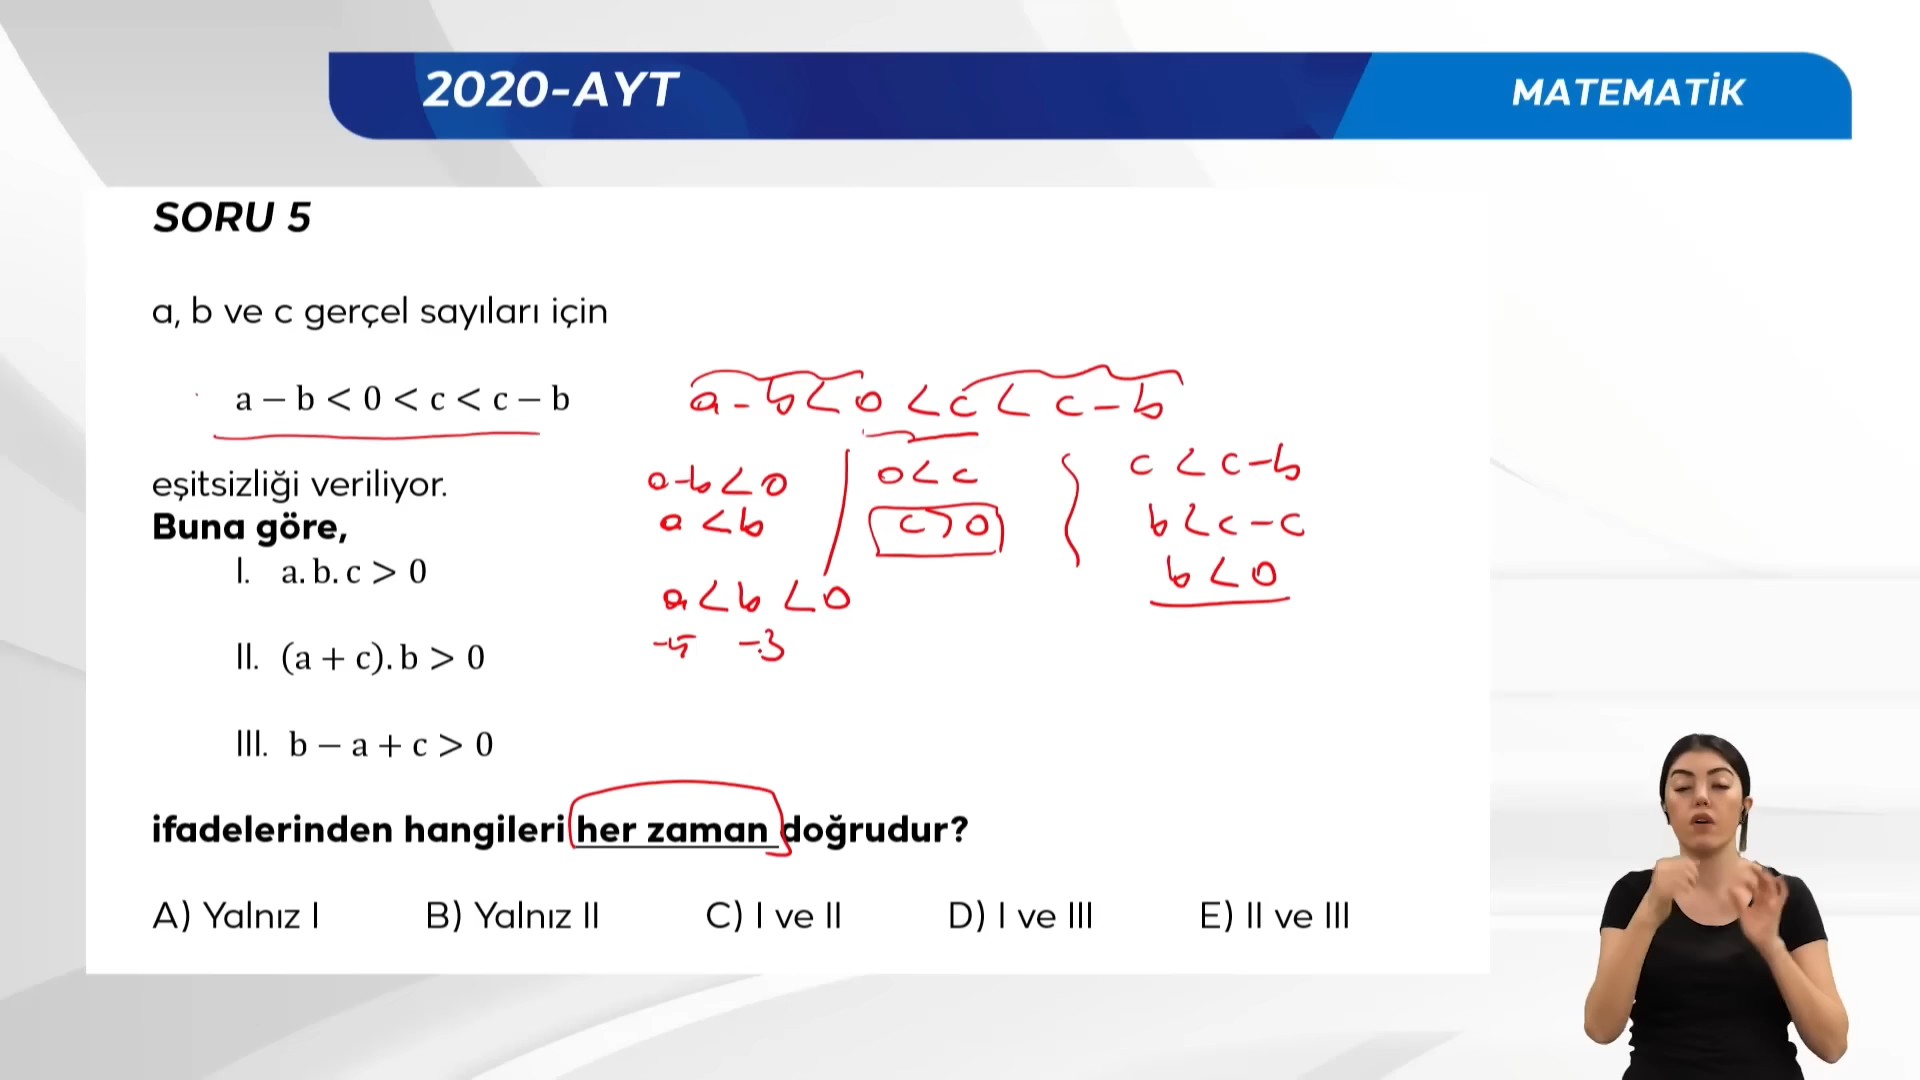 2020-AYT
MATEMATİK
SORU 5
a, b ve c gerçel sayıları için
a – b < 0 < c < c – b
a-b<0<c<c-b
eşitsizliği veriliyor.
Buna göre,
I. a. b. c > 0
II. (a + c). b > 0
III. b – a + c > 0
a-b<0
a<b
a<b<0
-5 -3
0<c
c>0
c<c-b
b<c-c
b<0
ifadelerinden hangileri her zaman doğrudur?
A) Yalnız I B) Yalnız II C) I ve II D) I ve III E) II ve III